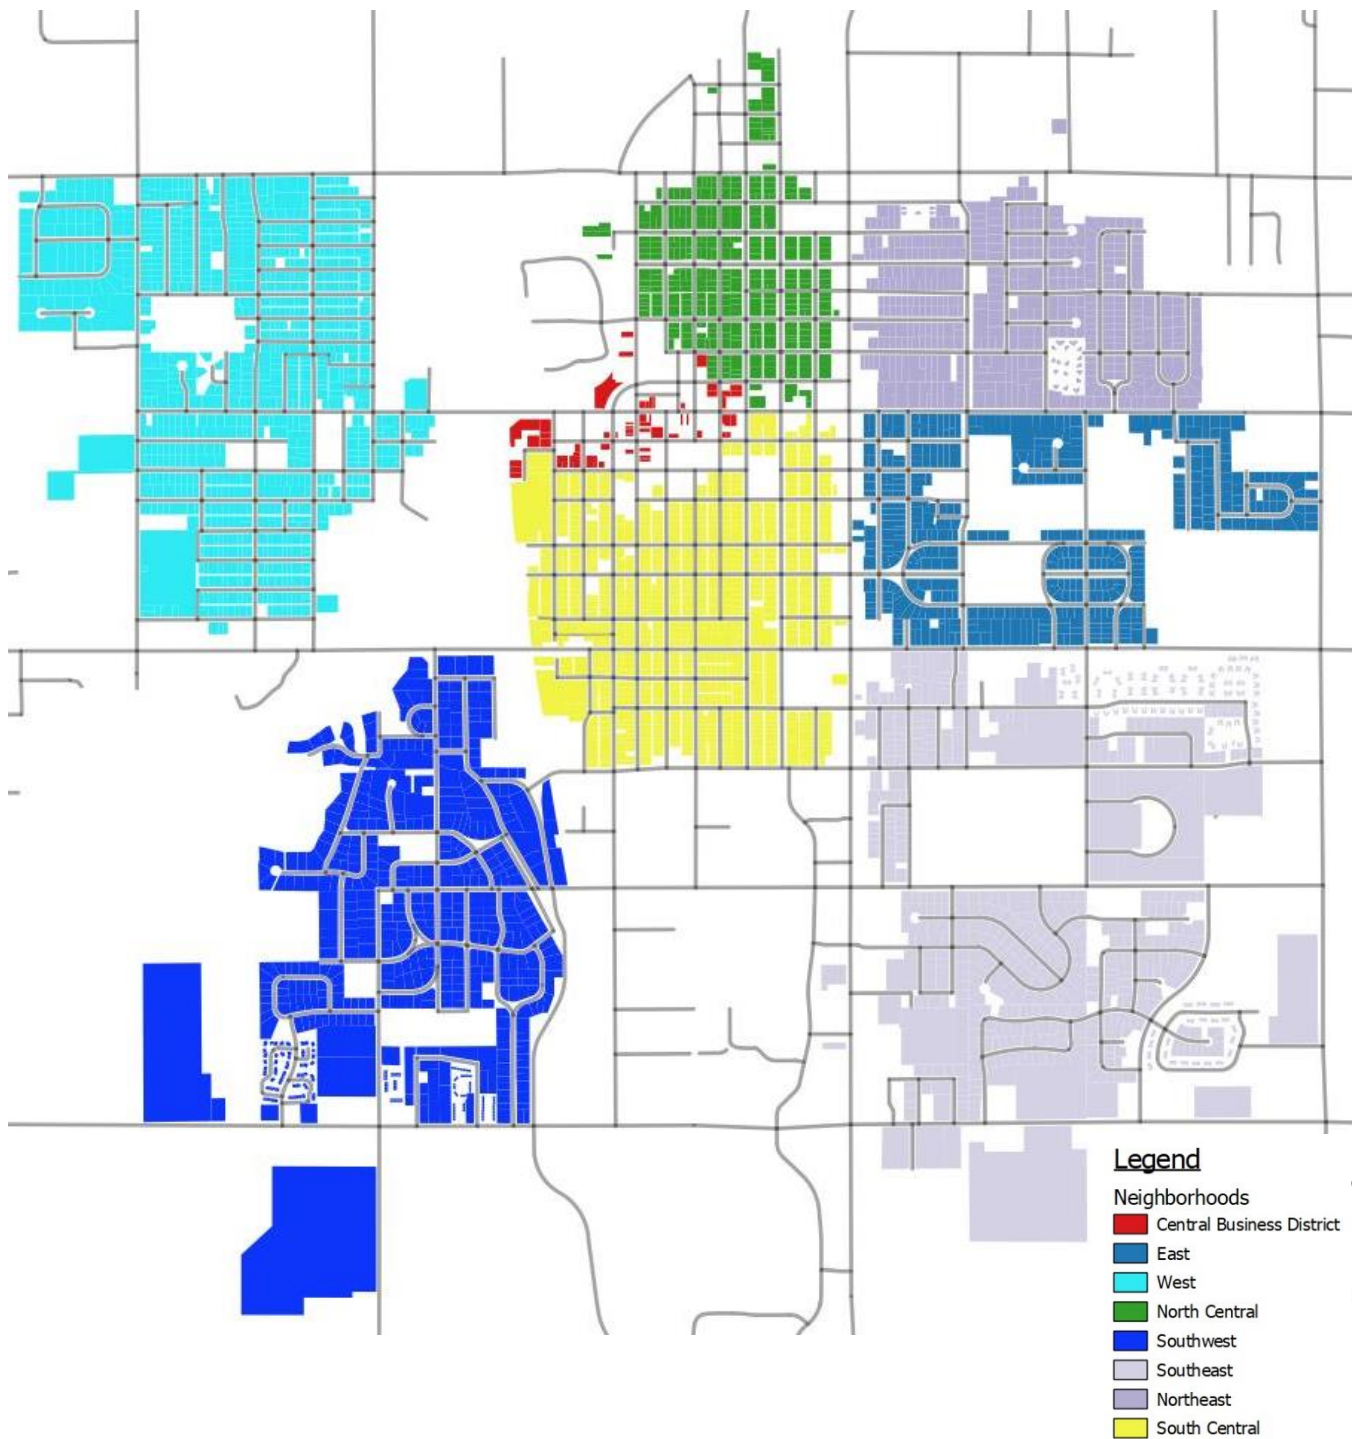 Legend
Neighborhoods
Central Business District
East
West
North Central
Southwest
Southeast
Northeast
South Central